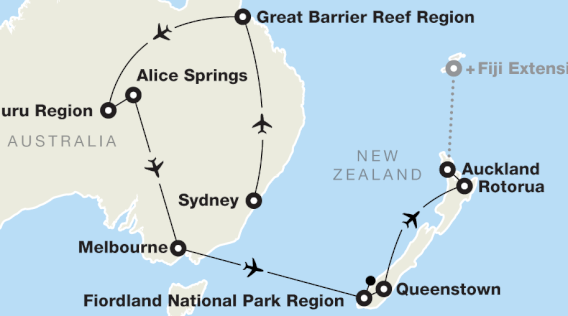 Great Barrier Reef Region
Alice Springs
+Fiji Extensi
uru Region
AUSTRALIA
NEW
ZEALAND
Auckland
Rotorua
Sydney
Melbourne
Queenstown
Fiordland National Park Region